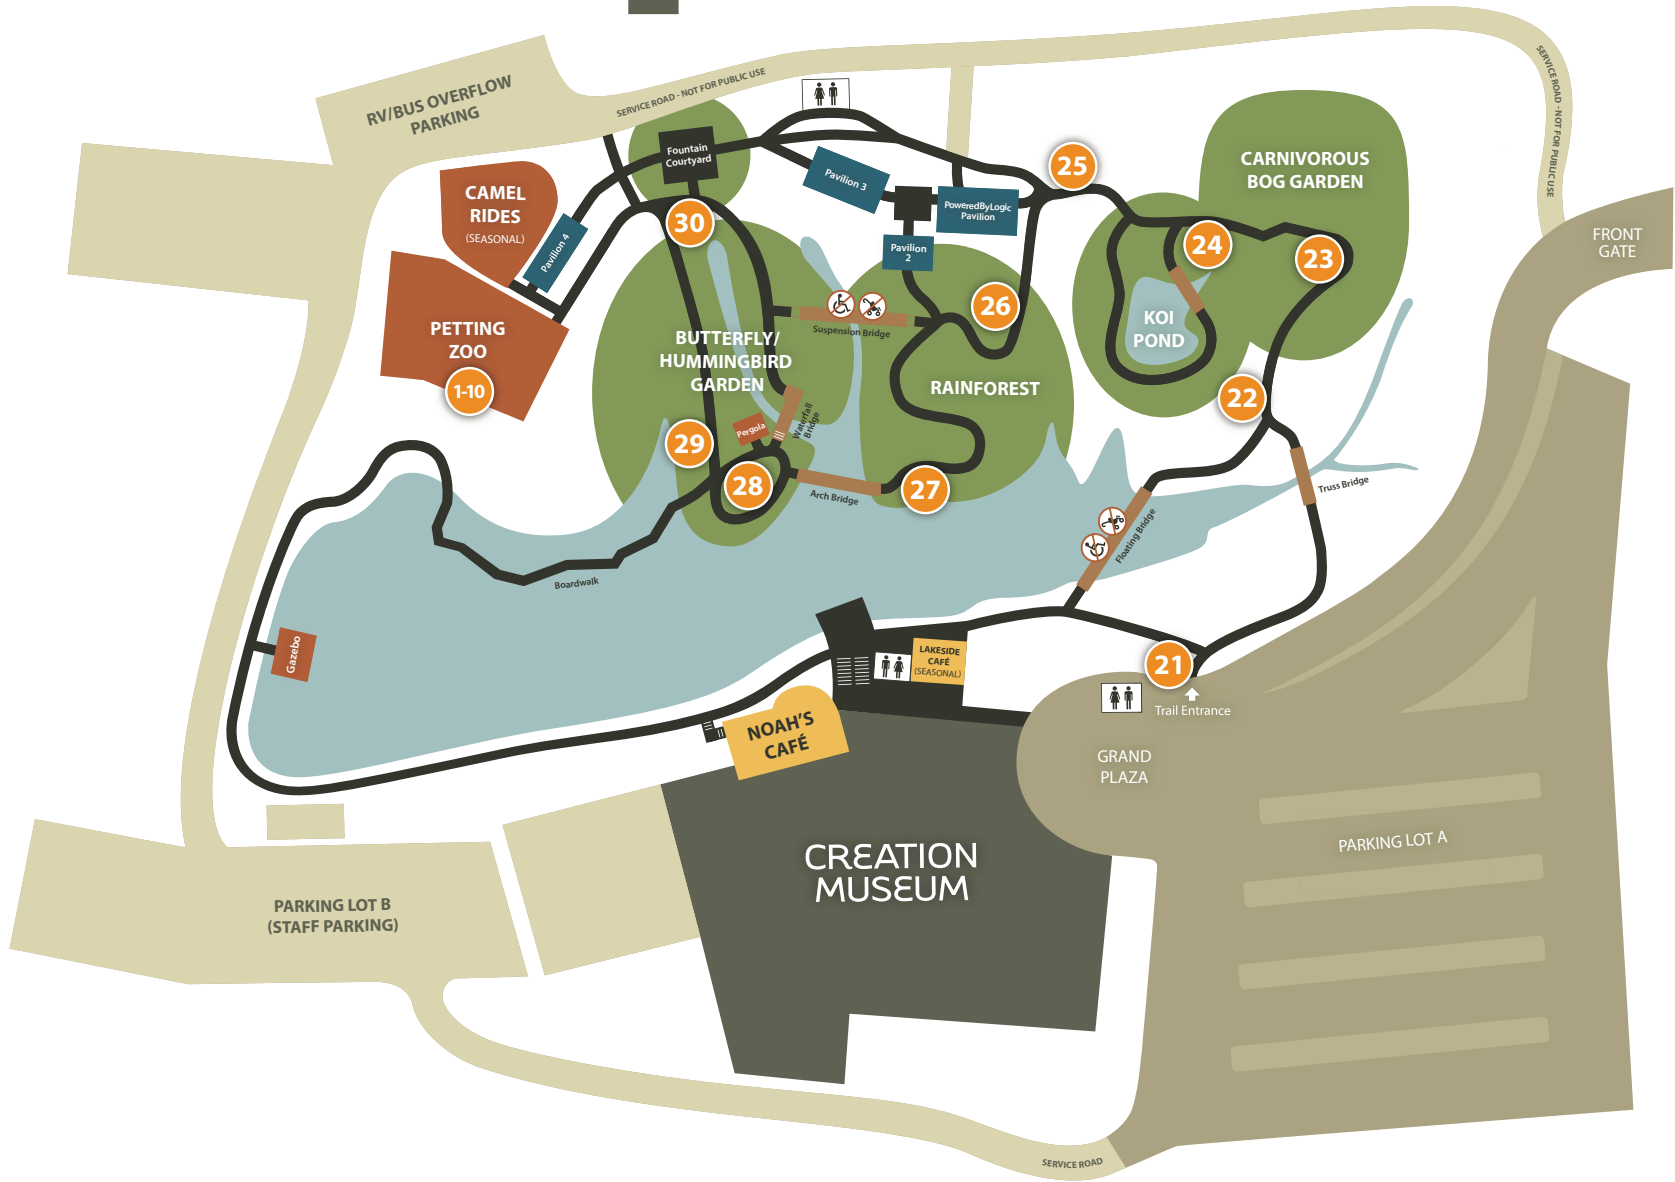 RV/BUS OVERFLOW
PARKING
SERVICE ROAD - NOT FOR PUBLIC USE
SERVICE ROAD - NOT FOR PUBLIC USE
Fountain
Courtyard
CAMEL
RIDES
(SEASONAL)
Pavilion 4
Pavilion 3
PoweredByLogic
Pavilion
Pavilion
2
25
CARNIVOROUS
BOG GARDEN
FRONT
GATE
30
24
23
26
PETTING
ZOO
1-10
BUTTERFLY/
HUMMINGBIRD
GARDEN
Suspension Bridge
RAINFOREST
KOI
POND
22
Pergola
Waterfall
Bridge
29
28
Arch Bridge
27
Truss Bridge
Floating Bridge
Boardwalk
Gazebo
LAKESIDE
CAFÉ
(SEASONAL)
21
Trail Entrance
NOAH'S
CAFÉ
GRAND
PLAZA
CREATION
MUSEUM
PARKING LOT A
PARKING LOT B
(STAFF PARKING)
SERVICE ROAD